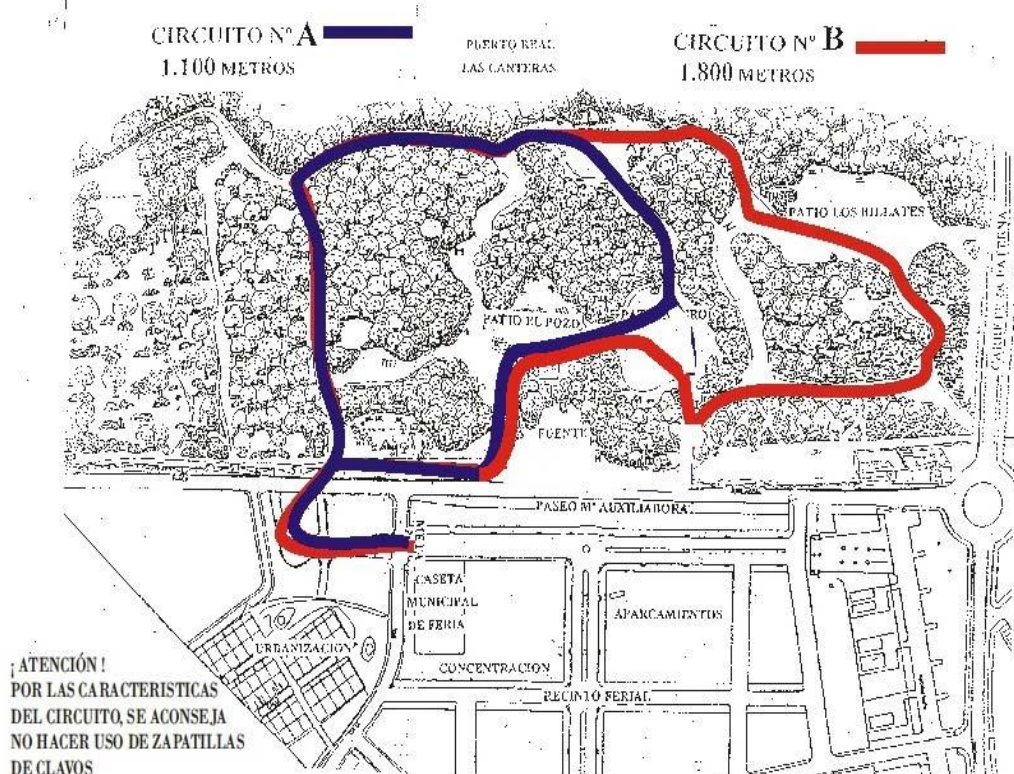 CIRCUITO Nº A
1.100 METROS
PUERTO REAL
LAS CANTERAS
CIRCUITO Nº B
1.800 METROS
PATIO LOS BILLATES
PATIO EL POZO
FUENTE
PASEO Mª AUXILIADORA
META
CASETA
MUNICIPAL
DE FERIA
APARCAMIENTOS
URBANIZACION
CONCENTRACION
RECINTO FERIAL
¡ ATENCIÓN !
POR LAS CARACTERISTICAS
DEL CIRCUITO, SE ACONSEJA
NO HACER USO DE ZAPATILLAS
DE CLAVOS